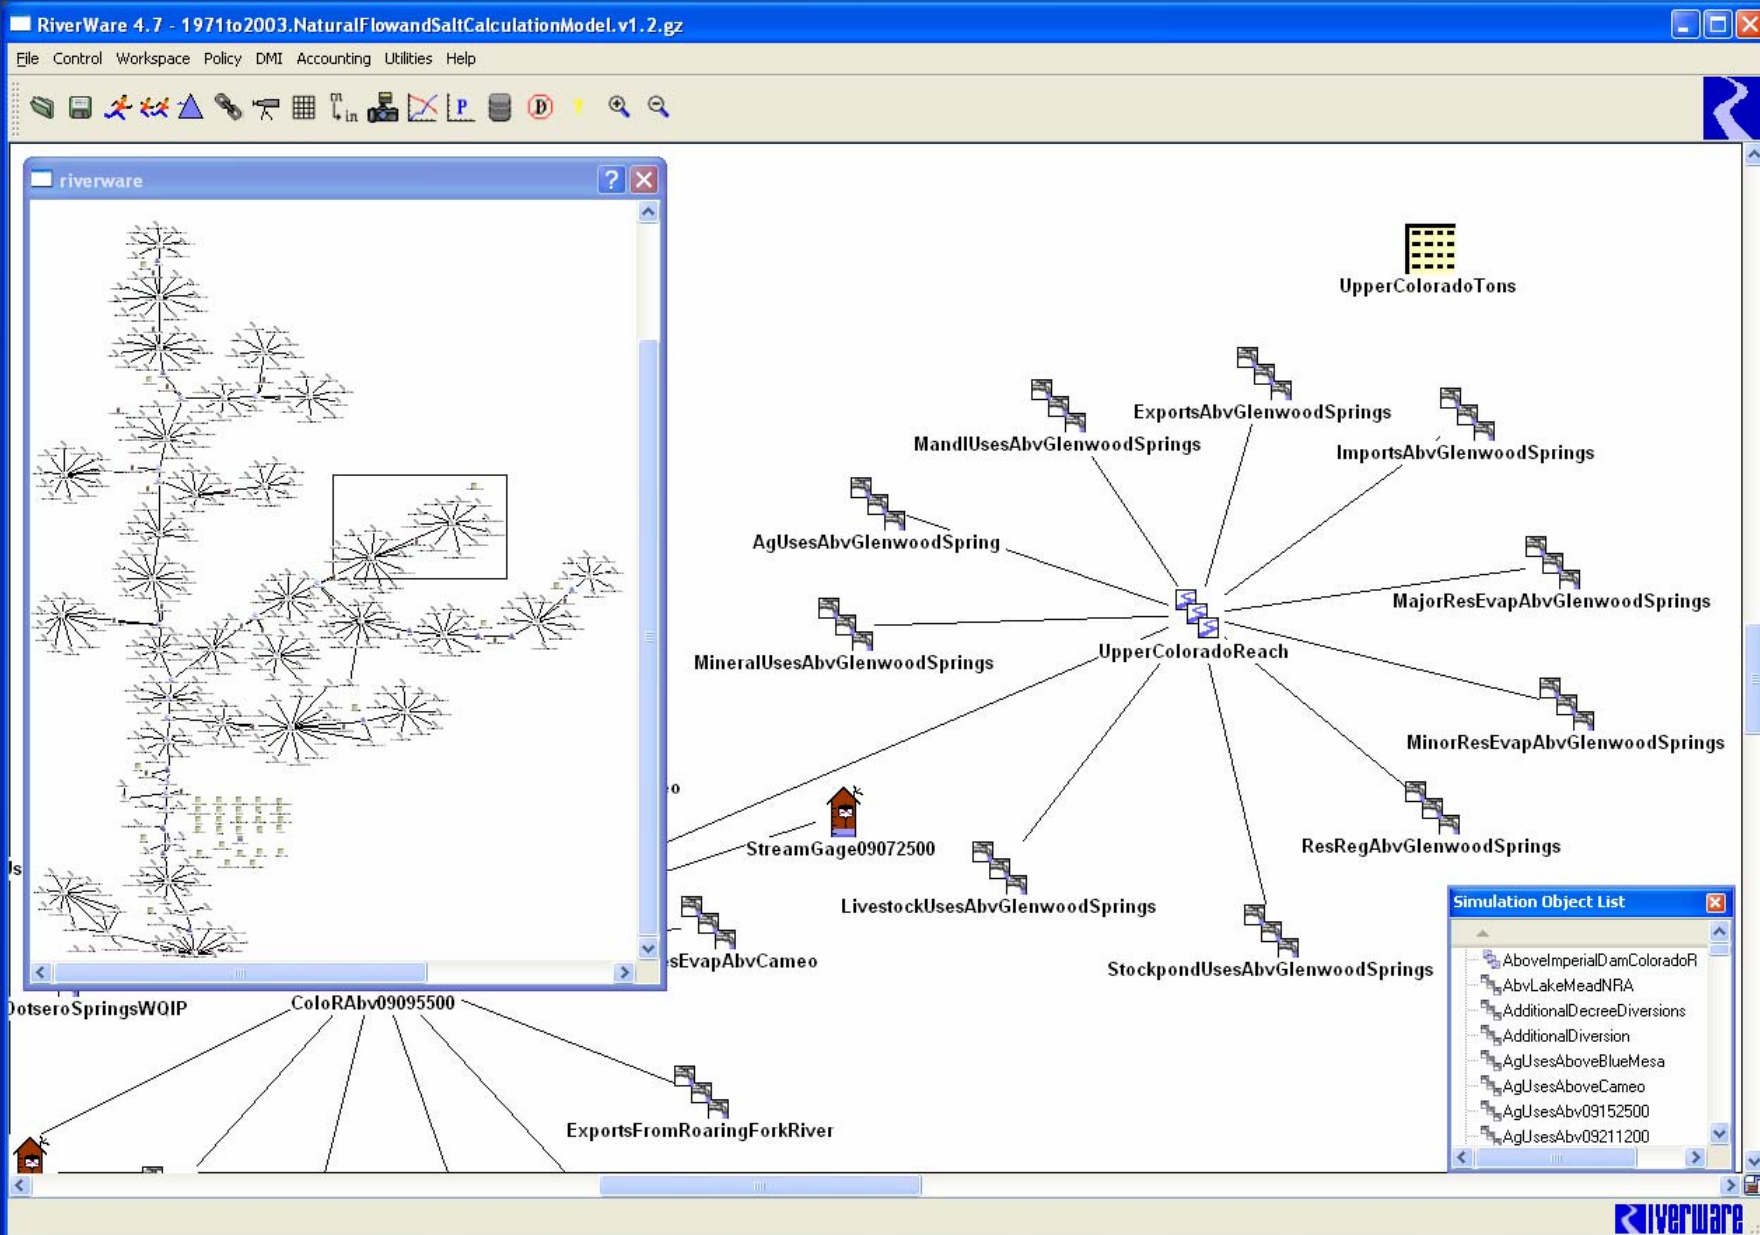 RiverWare 4.7 - 1971to2003.NaturalFlowandSaltCalculationModel.v1.2.gz
File Control Workspace Policy DMI Accounting Utilities Help
riverware
UpperColoradoTons
ExportsAbvGlenwoodSprings
MandIUsesAbvGlenwoodSprings
ImportsAbvGlenwoodSprings
AgUsesAbvGlenwoodSpring
MajorResEvapAbvGlenwoodSprings
UpperColoradoReach
MineralUsesAbvGlenwoodSprings
MinorResEvapAbvGlenwoodSprings
StreamGage09072500
ResRegAbvGlenwoodSprings
LivestockUsesAbvGlenwoodSprings
sEvapAbvCameo
StockpondUsesAbvGlenwoodSprings
DotseroSpringsWQIP
ColoRAbv09095500
ExportsFromRoaringForkRiver
Simulation Object List
AboveImperialDamColoradoR
AbvLakeMeadNRA
AdditionalDecreeDiversions
AdditionalDiversion
AgUsesAboveBlueMesa
AgUsesAboveCameo
AgUsesAbv09152500
AgUsesAbv09211200
Riverware